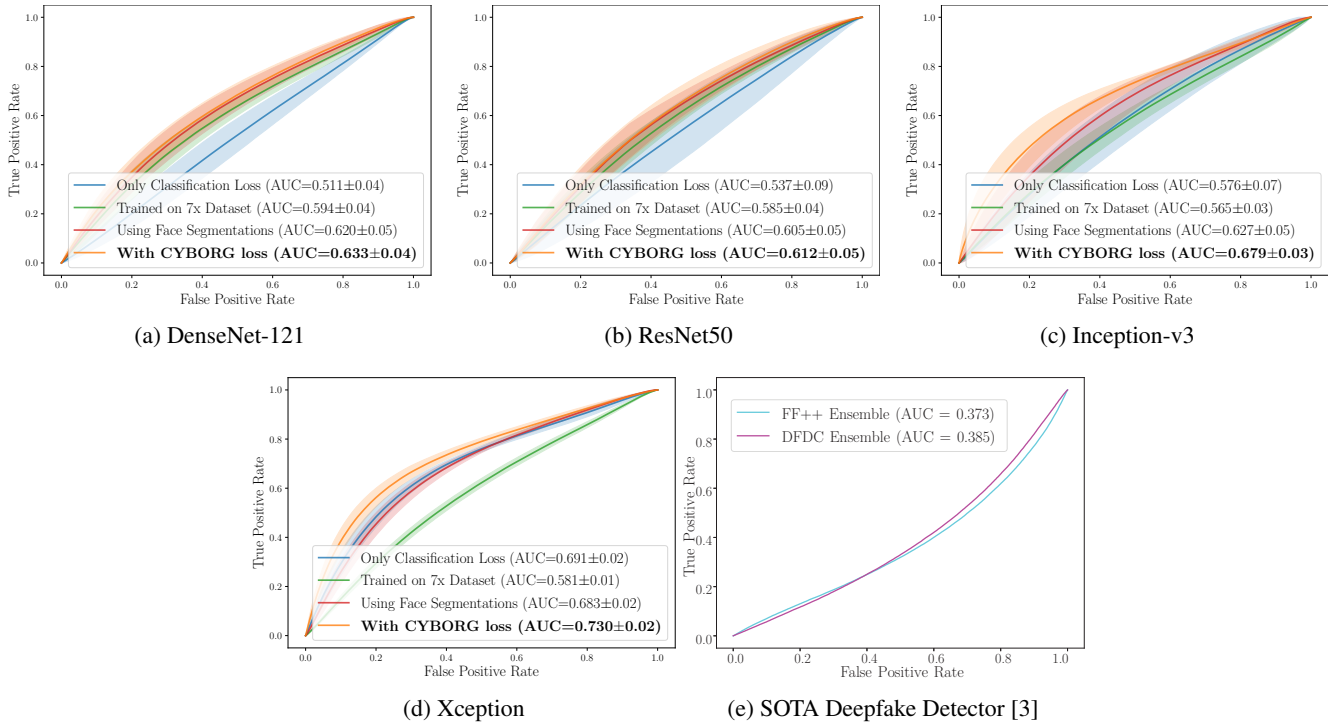 1.0
0.8
0.6
0.4
0.2
0.0
True Positive Rate
Only Classification Loss (AUC=0.511±0.04)
Trained on 7x Dataset (AUC=0.594±0.04)
Using Face Segmentations (AUC=0.620±0.05)
With CYBORG loss (AUC=0.633±0.04)
0.0 0.2 0.4 0.6 0.8 1.0
False Positive Rate
(a) DenseNet-121
1.0
0.8
0.6
0.4
0.2
0.0
True Positive Rate
Only Classification Loss (AUC=0.537±0.09)
Trained on 7x Dataset (AUC=0.585±0.04)
Using Face Segmentations (AUC=0.605±0.05)
With CYBORG loss (AUC=0.612±0.05)
0.0 0.2 0.4 0.6 0.8 1.0
False Positive Rate
(b) ResNet50
1.0
0.8
0.6
0.4
0.2
0.0
True Positive Rate
Only Classification Loss (AUC=0.576±0.07)
Trained on 7x Dataset (AUC=0.565±0.03)
Using Face Segmentations (AUC=0.627±0.05)
With CYBORG loss (AUC=0.679±0.03)
0.0 0.2 0.4 0.6 0.8 1.0
False Positive Rate
(c) Inception-v3
1.0
0.8
0.6
0.4
0.2
0.0
True Positive Rate
Only Classification Loss (AUC=0.691±0.02)
Trained on 7x Dataset (AUC=0.581±0.01)
Using Face Segmentations (AUC=0.683±0.02)
With CYBORG loss (AUC=0.730±0.02)
0.0 0.2 0.4 0.6 0.8 1.0
False Positive Rate
(d) Xception
1.0
0.8
0.6
0.4
0.2
0.0
True Positive Rate
FF++ Ensemble (AUC = 0.373)
DFDC Ensemble (AUC = 0.385)
0.0 0.2 0.4 0.6 0.8 1.0
False Positive Rate
(e) SOTA Deepfake Detector [3]